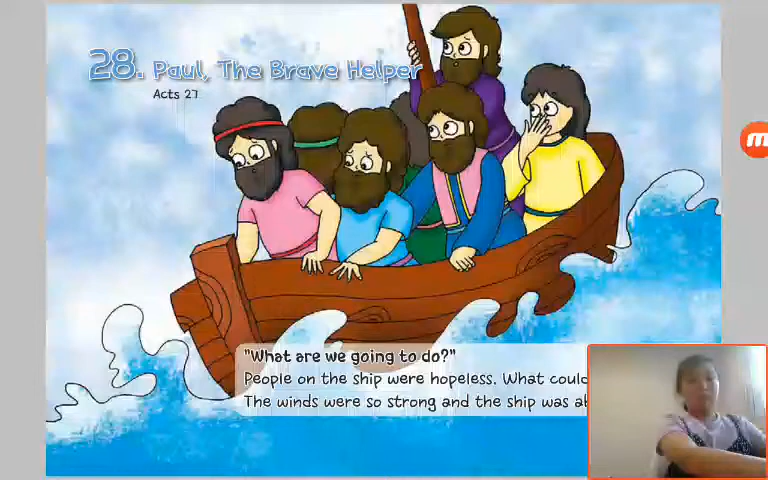 28. Paul, The Brave Helper
Acts 27
"What are we going to do?"
People on the ship were hopeless. What could
The winds were so strong and the ship was